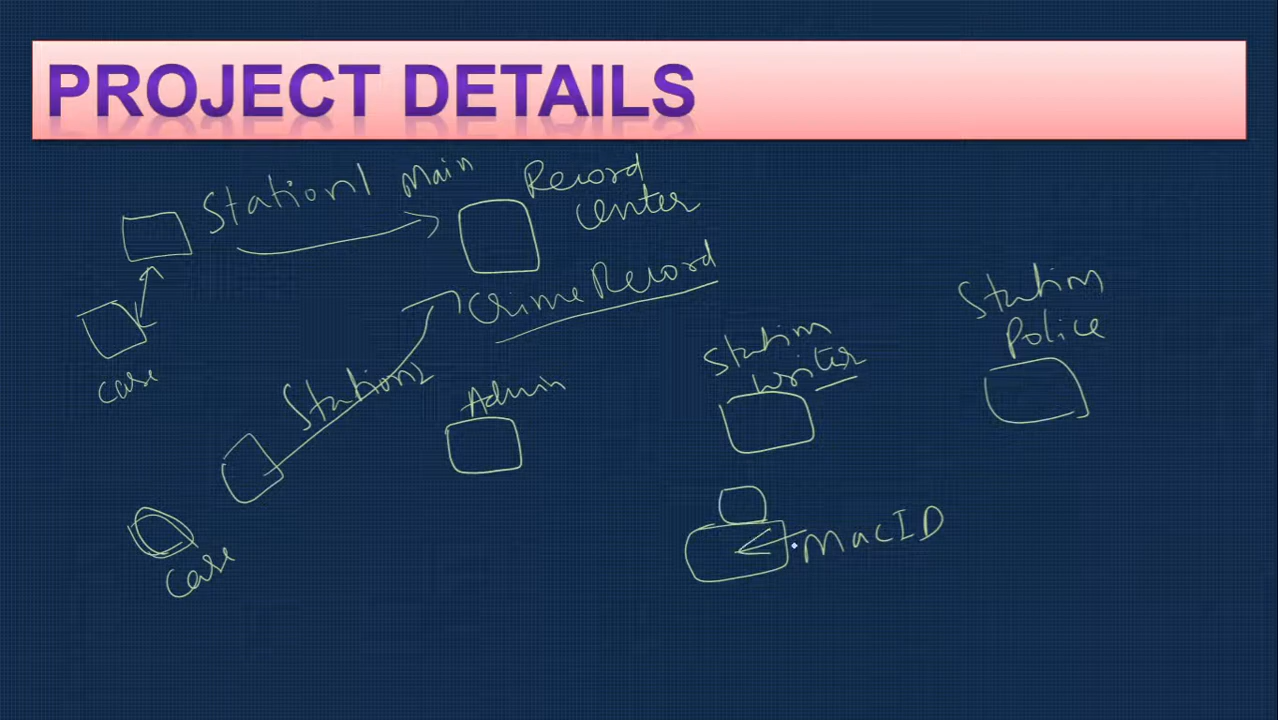 PROJECT DETAILS
Station1 Main
Record
center
Crime Record
case
Station2
Admin
Station
writer
Station
Police
case
MacID